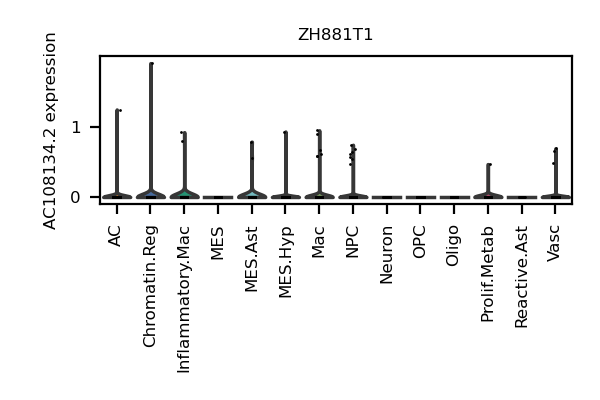 ZH881T1
AC108134.2 expression
1
0
AC
Chromatin.Reg
Inflammatory.Mac
MES
MES.Ast
MES.Hyp
Mac
NPC
Neuron
OPC
Oligo
Prolif.Metab
Reactive.Ast
Vasc